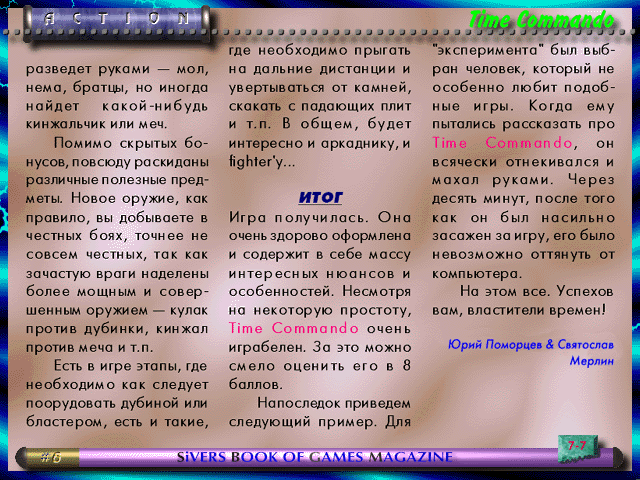 ACTION
Time Commando
разведет руками — мол,
нема, братцы, но иногда
найдет какой-нибудь
кинжальчик или меч.
Помимо скрытых бо-
нусов, повсюду раскиданы
различные полезные пред-
меты. Новое оружие, как
правило, вы добываете в
честных боях, точнее не
совсем честных, так как
зачастую враги наделены
более мощным и совер-
шенным оружием — кулак
против дубинки, кинжал
против меча и т.п.
Есть в игре этапы, где
необходимо как следует
поорудовать дубиной или
бластером, есть и такие,
где необходимо прыгать
на дальние дистанции и
увертываться от камней,
скакать с падающих плит
и т.п. В общем, будет
интересно и аркаднику, и
fighter'у...
ИТОГ
Игра получилась. Она
очень здорово оформлена
и содержит в себе массу
интересных нюансов и
особенностей. Несмотря
на некоторую простоту,
Time Commando очень
играбелен. За это можно
смело оценить его в 8
баллов.
Напоследок приведем
следующий пример. Для
"эксперимента" был выб-
ран человек, который не
особенно любит подоб-
ные игры. Когда ему
пытались рассказать про
Time Commando, он
всячески отнекивался и
махал руками. Через
десять минут, после того
как он был насильно
засажен за игру, его было
невозможно оттянуть от
компьютера.
На этом все. Успехов
вам, властители времен!
Юрий Поморцев & Святослав
Мерлин
#6
SiVERS BOOK OF GAMES MAGAZINE
7-7